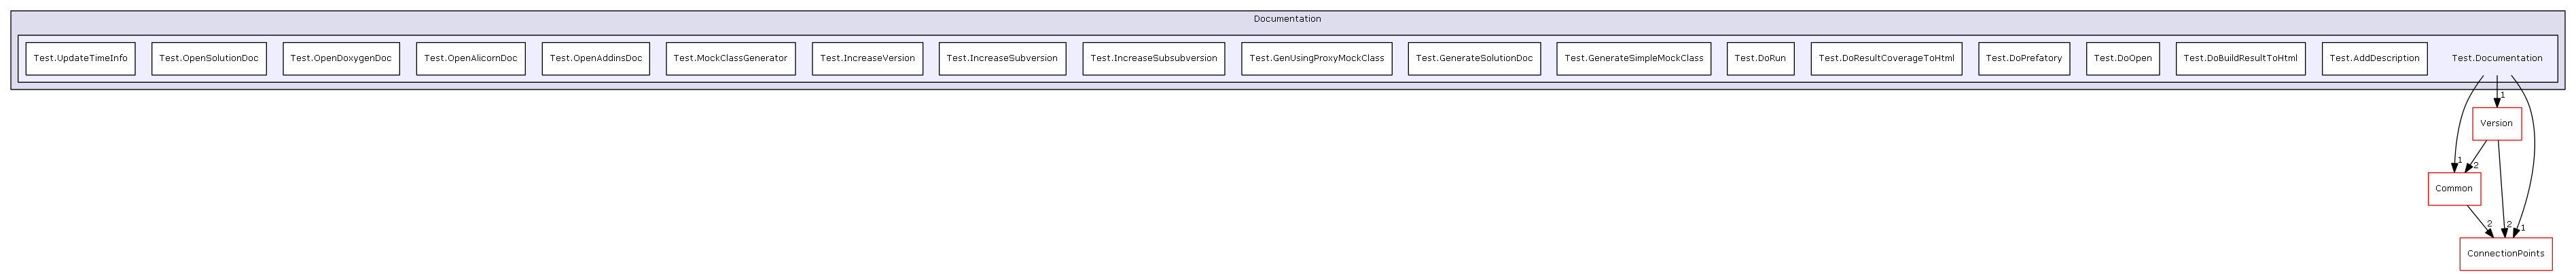 Documentation
Test.UpdateTimeInfo
Test.OpenSolutionDoc
Test.OpenDoxygenDoc
Test.OpenAlicornDoc
Test.OpenAddinsDoc
Test.MockClassGenerator
Test.IncreaseVersion
Test.IncreaseSubversion
Test.IncreaseSubsubversion
Test.GenUsingProxyMockClass
Test.GenerateSolutionDoc
Test.GenerateSimpleMockClass
Test.DoRun
Test.DoResultCoverageToHtml
Test.DoPrefatory
Test.DoOpen
Test.DoBuildResultToHtml
Test.AddDescription
Test.Documentation
1
Version
1
2
Common
2
2
1
ConnectionPoints